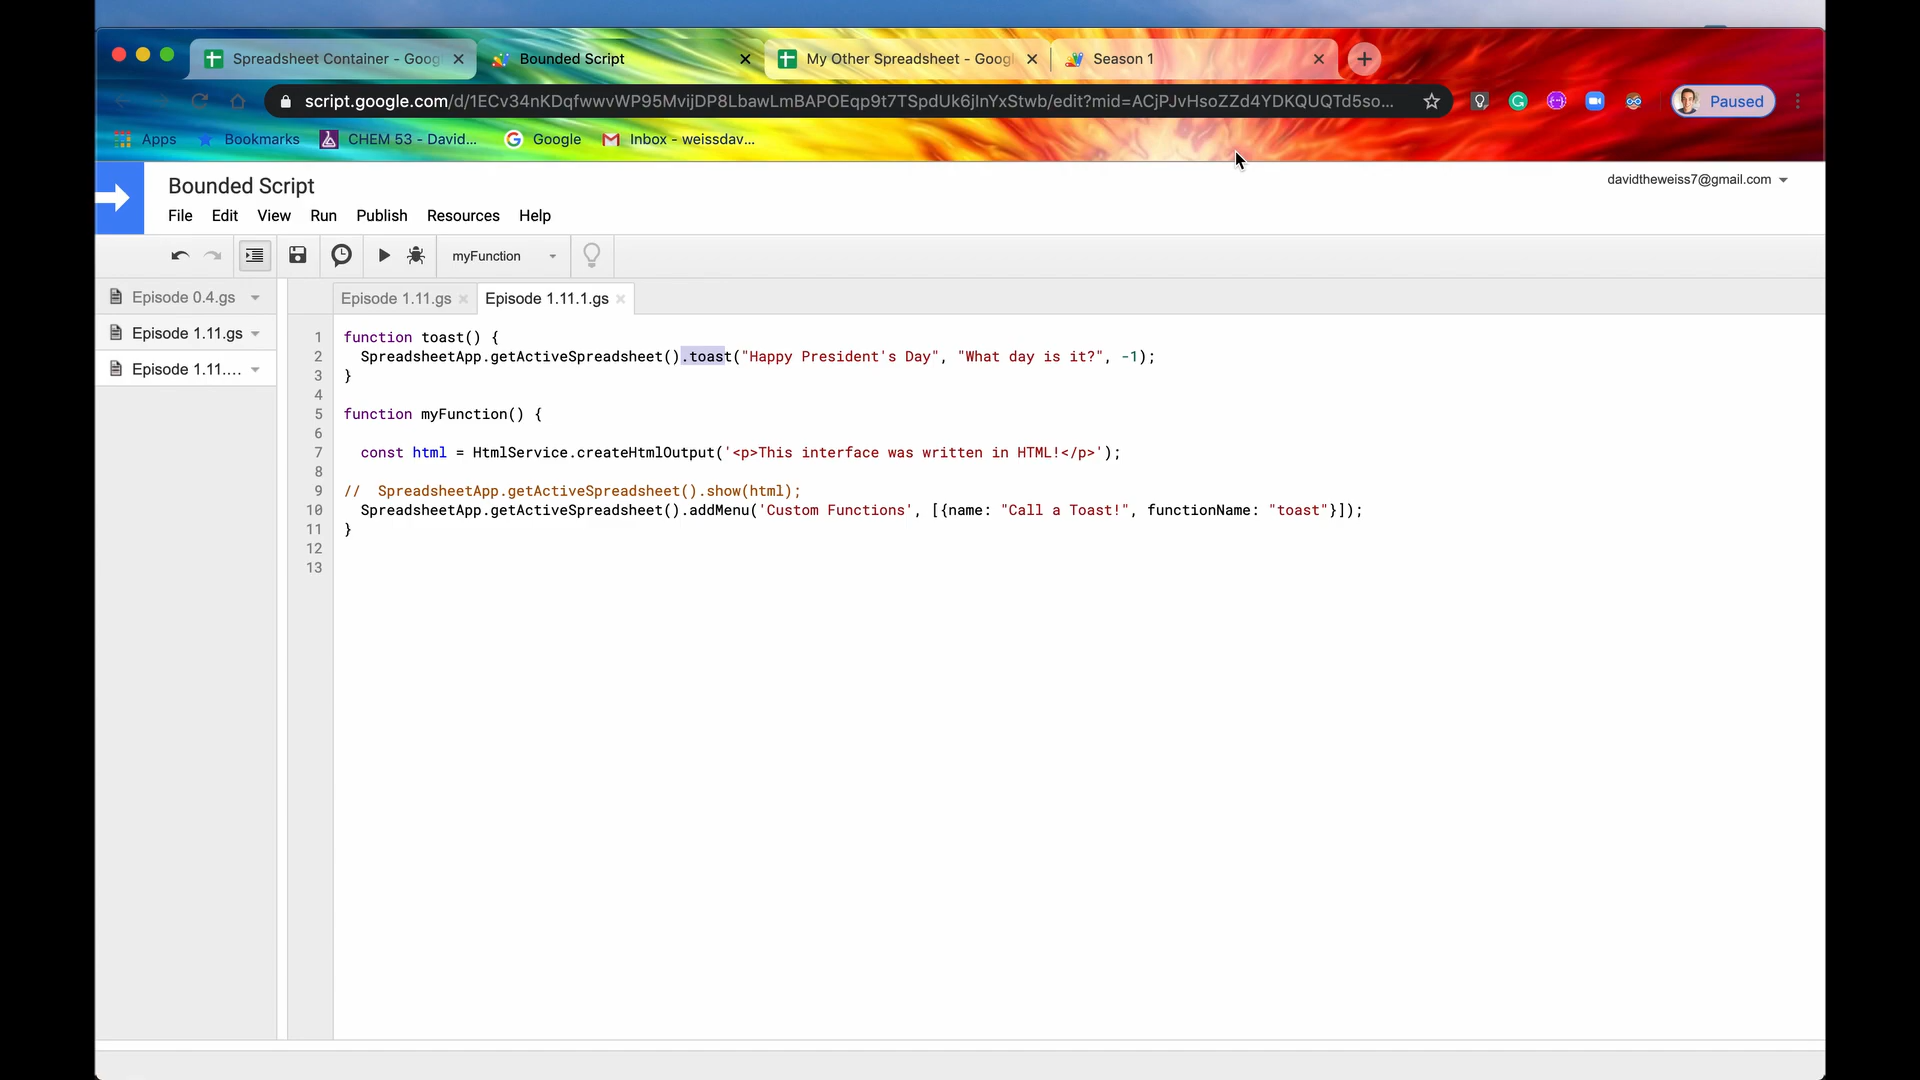 Spreadsheet Container - Goog
Bounded Script
My Other Spreadsheet - Googl
Season 1
script.google.com/d/1ECv34nKDqfwwvWP95MvijDP8LbawLmBAPOEqp9t7TSpdUk6jlnYxStwb/edit?mid=ACjPJvHsoZZd4YDKQUQTd5so...
Paused
Apps
Bookmarks
CHEM 53 - David...
Google
Inbox - weissdav...
Bounded Script
davidtheweiss7@gmail.com
File Edit View Run Publish Resources Help
myFunction
Episode 0.4.gs
Episode 1.11.gs
Episode 1.11....
Episode 1.11.gs
Episode 1.11.1.gs
1 function toast() {
2 SpreadsheetApp.getActiveSpreadsheet().toast("Happy President's Day", "What day is it?", -1);
3 }
4
5 function myFunction() {
6
7 const html = HtmlService.createHtmlOutput('<p>This interface was written in HTML!</p>');
8
9 // SpreadsheetApp.getActiveSpreadsheet().show(html);
10 SpreadsheetApp.getActiveSpreadsheet().addMenu('Custom Functions', [{name: "Call a Toast!", functionName: "toast"}]);
11 }
12
13